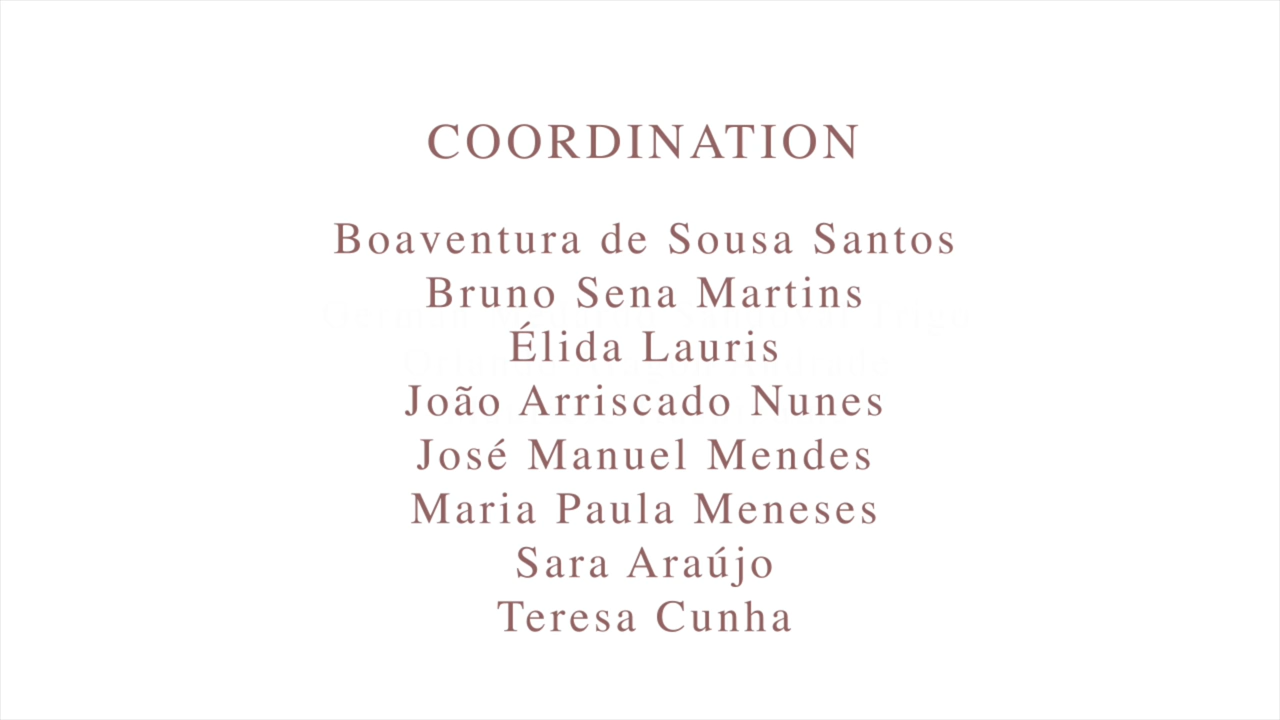 COORDINATION
Boaventura de Sousa Santos
Bruno Sena Martins
Élida Lauris
João Arriscado Nunes
José Manuel Mendes
Maria Paula Meneses
Sara Araújo
Teresa Cunha